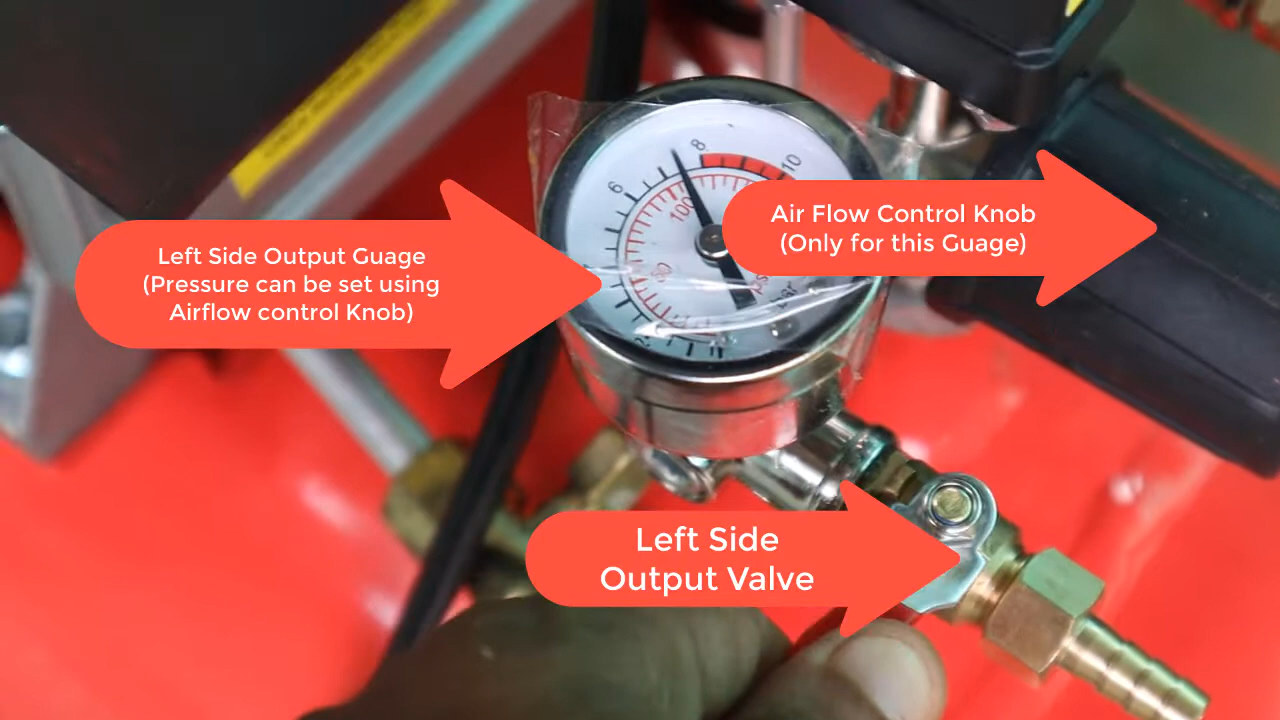 Left Side Output Guage
(Pressure can be set using
Airflow control Knob)
Air Flow Control Knob
(Only for this Guage)
Left Side
Output Valve
6
8
10
100
bar